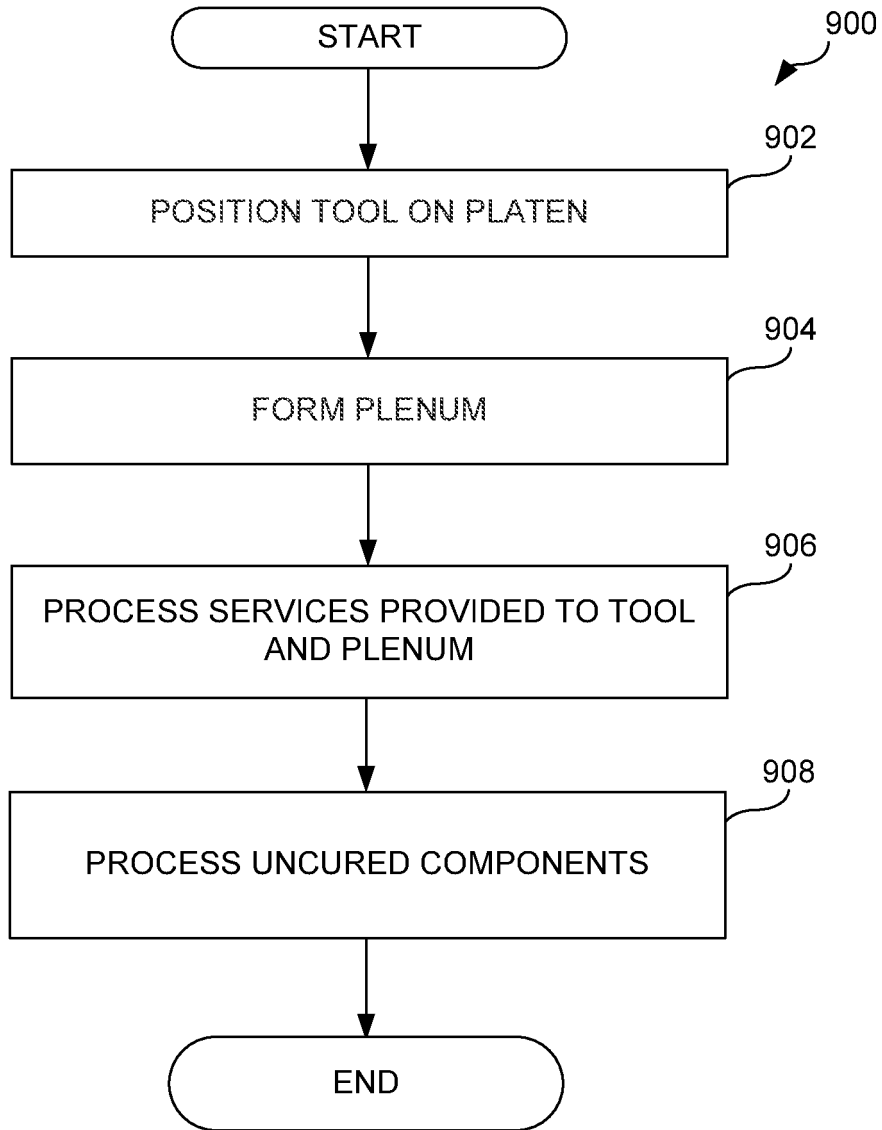 START
900
902
POSITION TOOL ON PLATEN
904
FORM PLENUM
906
PROCESS SERVICES PROVIDED TO TOOL
AND PLENUM
908
PROCESS UNCURED COMPONENTS
END